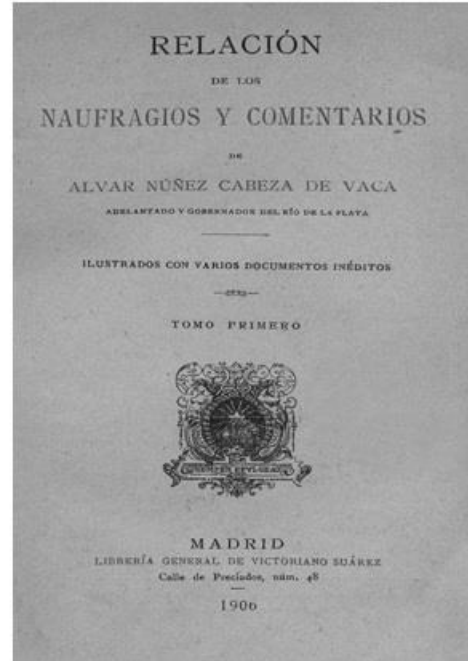 RELACIÓN
DE LOS
NAUFRAGIOS Y COMENTARIOS
DE
ALVAR NÚÑEZ CABEZA DE VACA
ADELANTADO Y GOBERNADOR DEL RÍO DE LA PLATA
ILUSTRADOS CON VARIOS DOCUMENTOS INÉDITOS
TOMO PRIMERO
MADRID
LIBRERÍA GENERAL DE VICTORIANO SUÁREZ
Calle de Preciados, núm. 48
1906